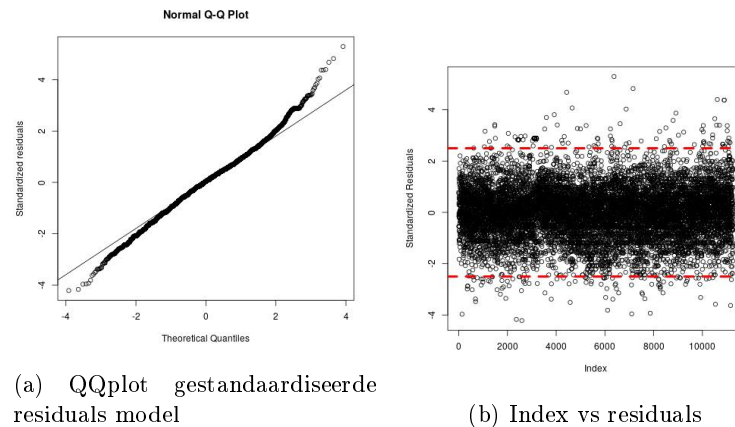 Normal Q-Q Plot
Standardized residuals
4
2
0
-2
-4
-4 -2 0 2 4
Theoretical Quantiles
(a) QQplot gestandaardiseerde
residuals model
Standardized Residuals
4
2
0
-2
-4
0 2000 4000 6000 8000 10000
Index
(b) Index vs residuals